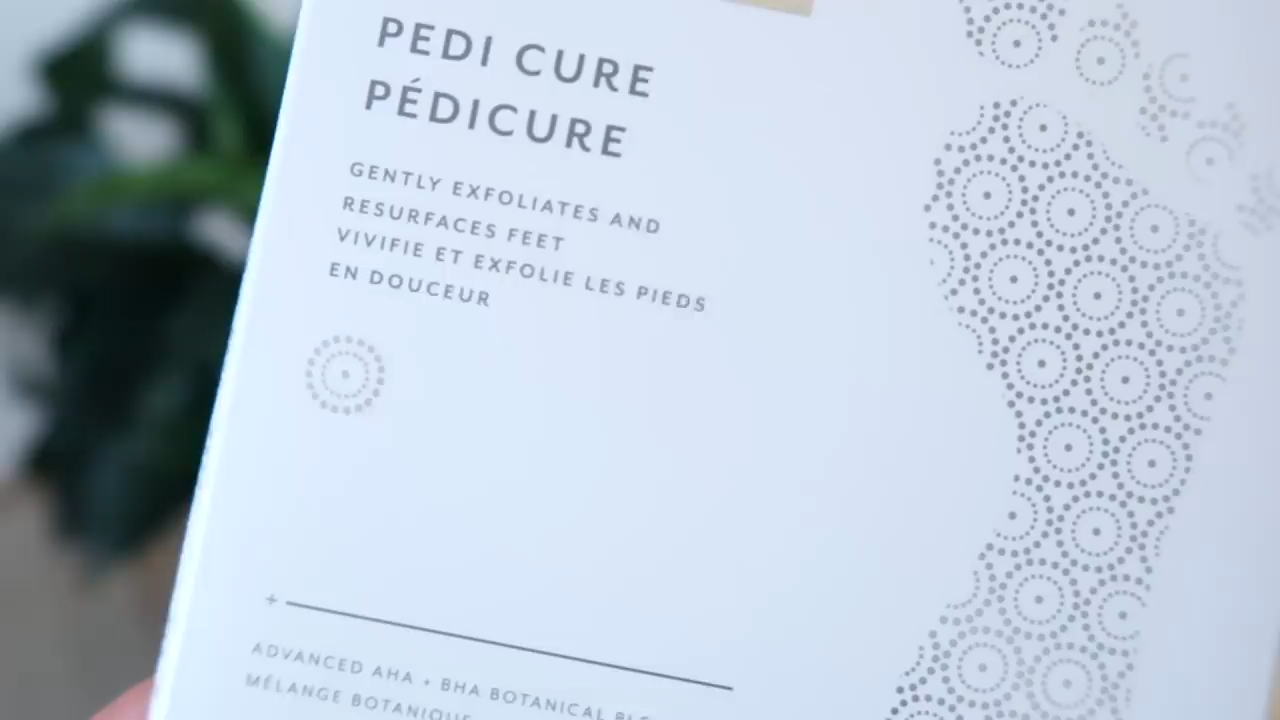 PEDI CURE
PÉDICURE
GENTLY EXFOLIATES AND
RESURFACES FEET
VIVIFIE ET EXFOLIE LES PIEDS
EN DOUCEUR
+
ADVANCED AHA + BHA BOTANICAL
MÉLANGE BOTANIQUE